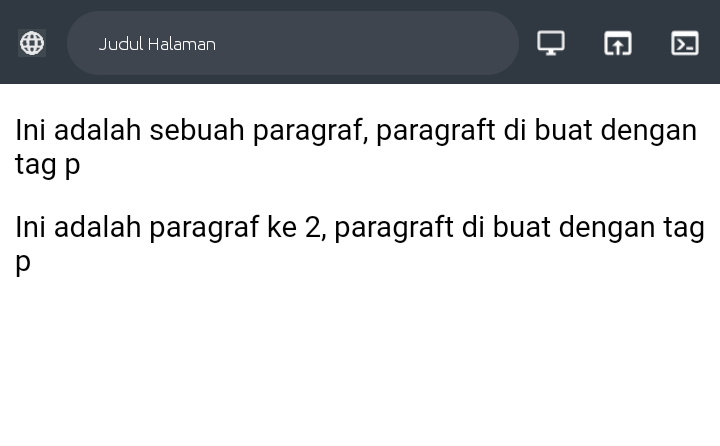 Judul Halaman
Ini adalah sebuah paragraf, paragraft di buat dengan
tag p
Ini adalah paragraf ke 2, paragraft di buat dengan tag
p